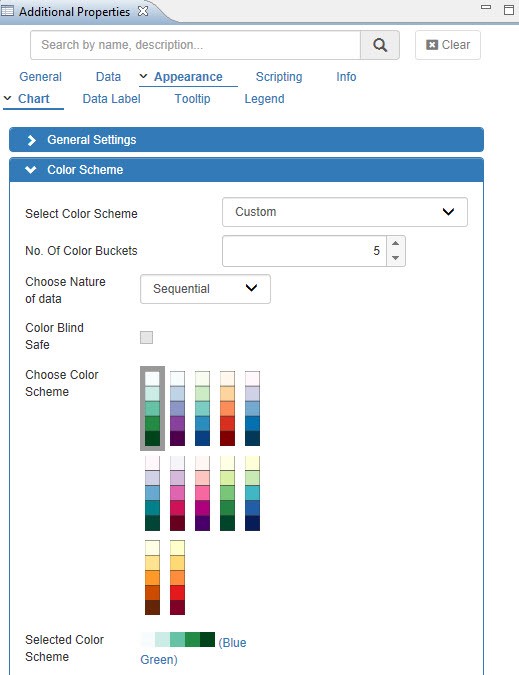 Additional Properties
Search by name, description...
Clear
General Data Appearance Scripting Info
Chart Data Label Tooltip Legend
General Settings
Color Scheme
Select Color Scheme Custom
No. Of Color Buckets 5
Choose Nature
of data
Sequential
Color Blind
Safe
Choose Color
Scheme
Selected Color
Scheme
(Blue
Green)